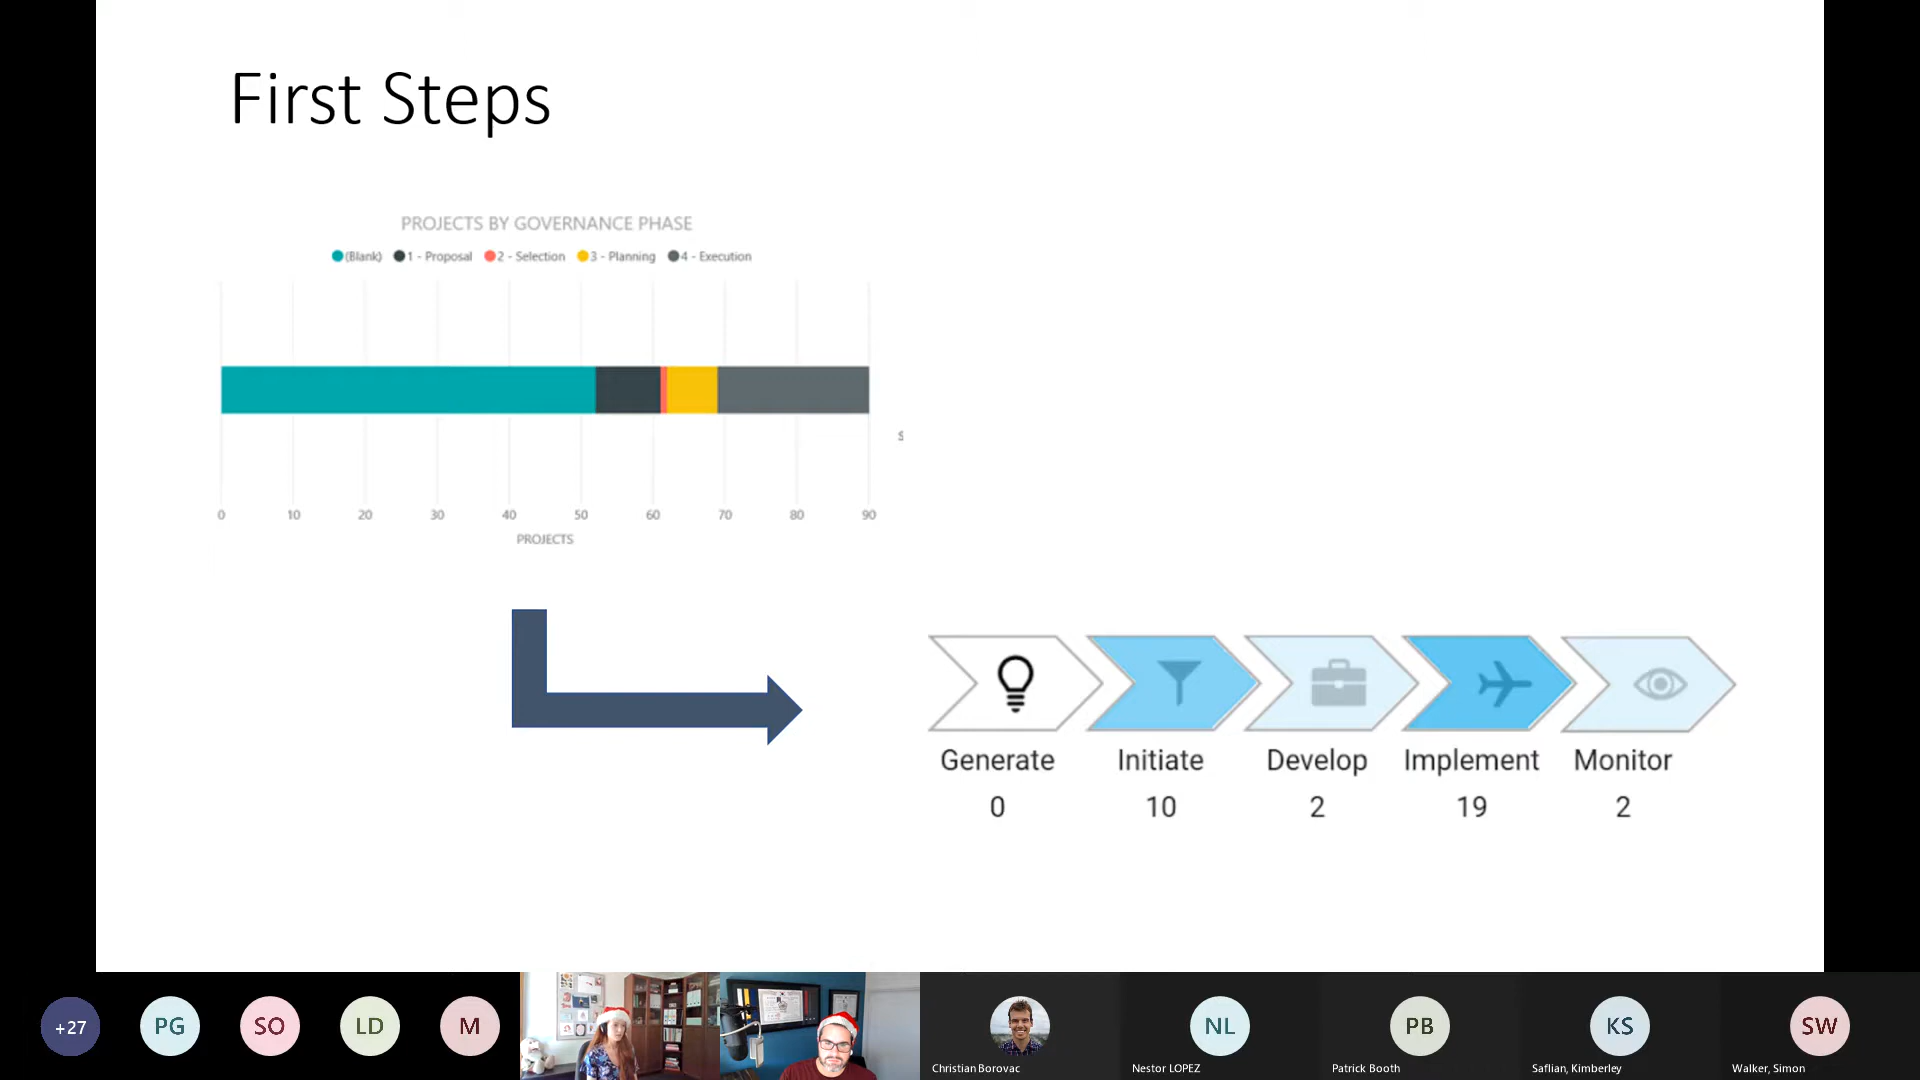 First Steps
PROJECTS BY GOVERNANCE PHASE
(Blank) 1 - Proposal 2 - Selection 3 - Planning 4 - Execution
S
0 10 20 30 40 50 60 70 80 90
PROJECTS
Generate Initiate Develop Implement Monitor
0 10 2 19 2
+27 PG SO LD M NL PB KS SW
Christian Borovac Nestor LOPEZ Patrick Booth Saflian, Kimberley Walker, Simon